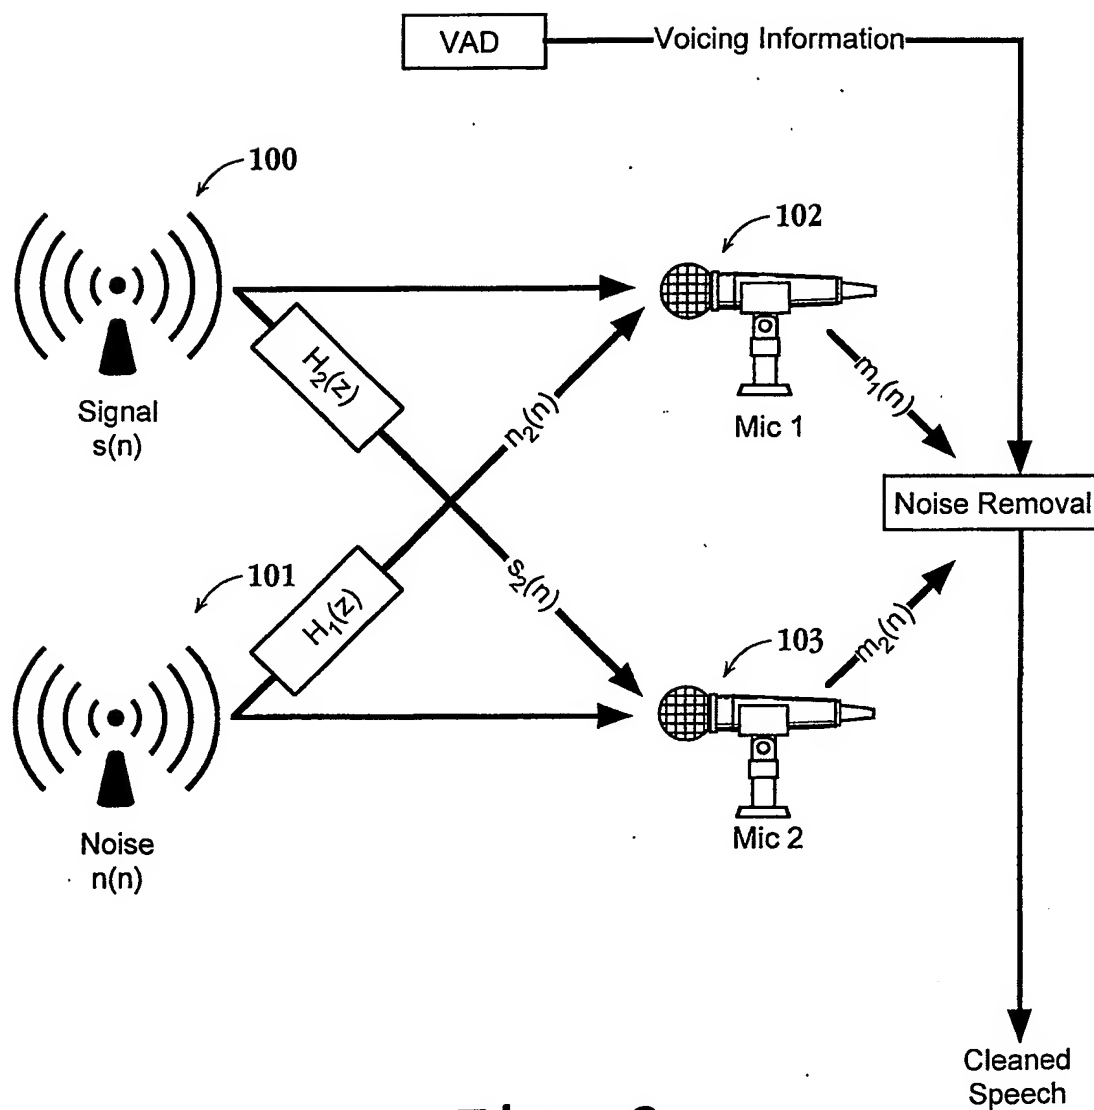 VAD
Voicing Information
100
102
H₂(z)
n₂(n)
m₁(n)
Signal
s(n)
Mic 1
Noise Removal
101
H₁(z)
s₂(n)
103
m₂(n)
Noise
n(n)
Mic 2
Cleaned
Speech